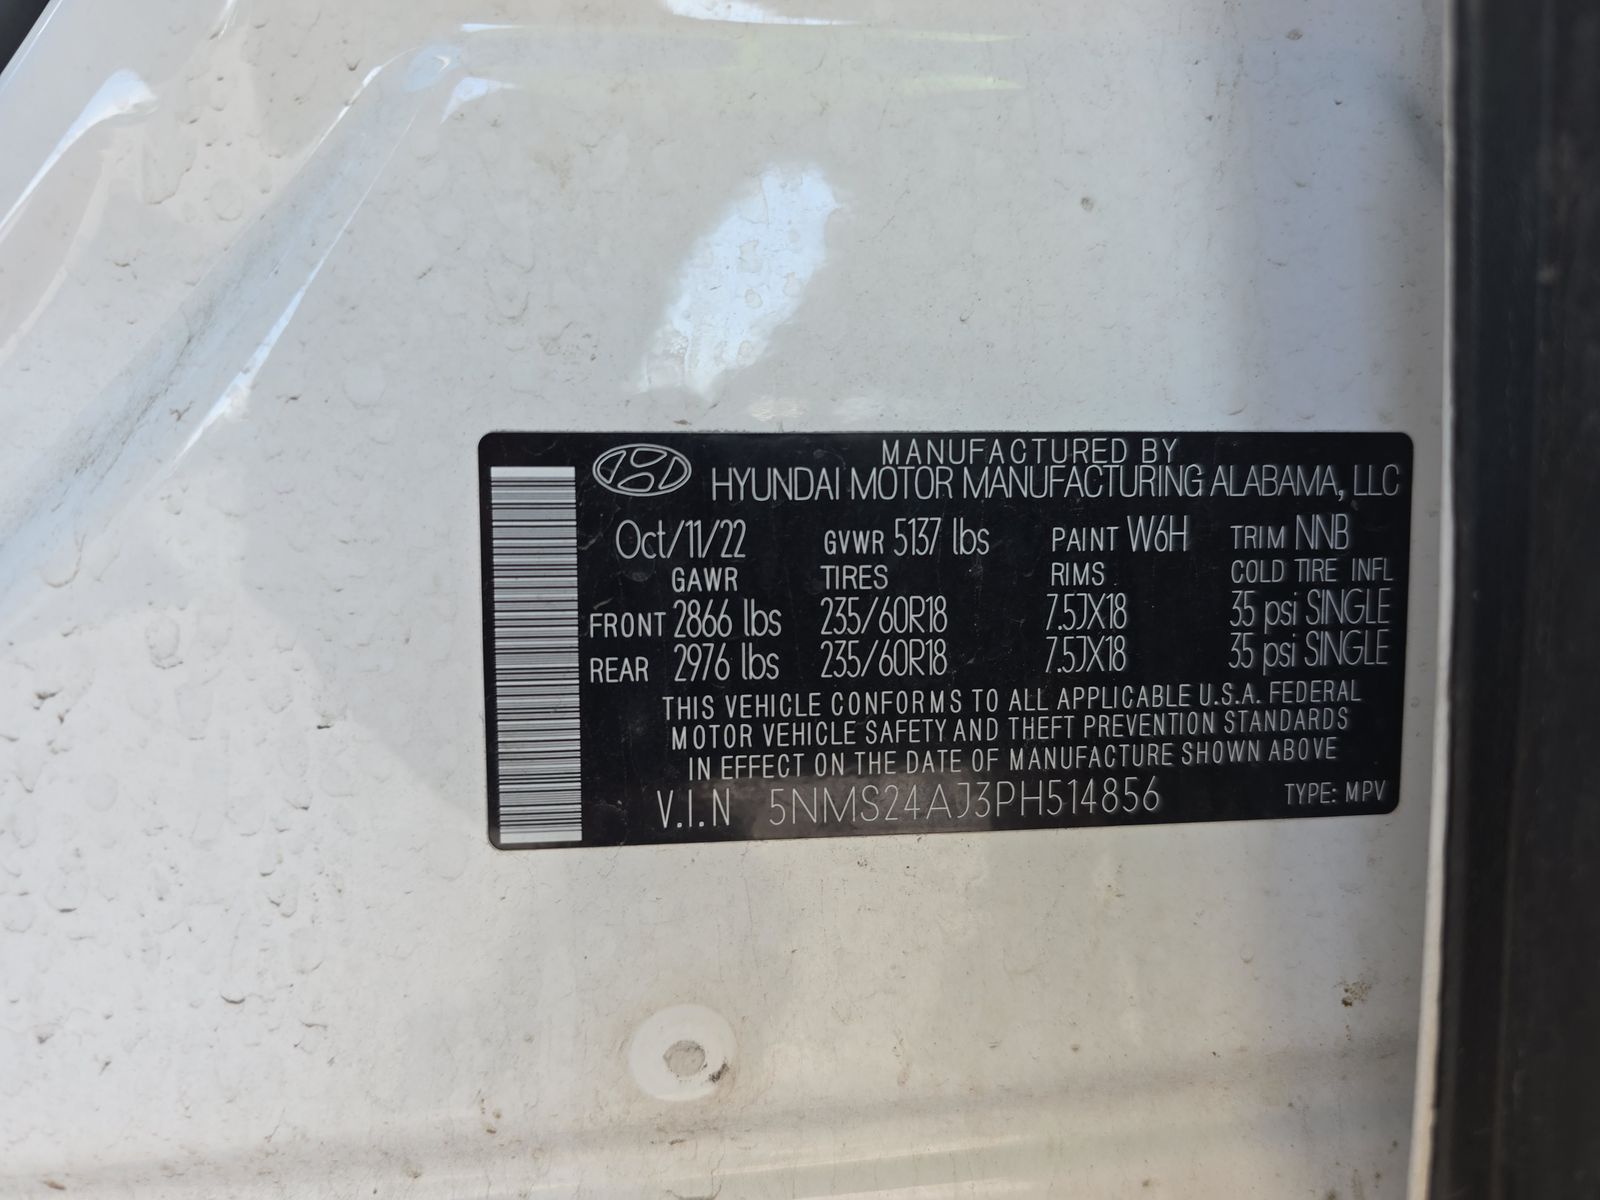 MANUFACTURED BY
HYUNDAI MOTOR MANUFACTURING ALABAMA, LLC
Oct/11/22 GVWR 5137 lbs PAINT W6H TRIM NNB
GAWR TIRES RIMS COLD TIRE INFL
FRONT 2866 lbs 235/60R18 7.5JX18 35 psi SINGLE
REAR 2976 lbs 235/60R18 7.5JX18 35 psi SINGLE
THIS VEHICLE CONFORMS TO ALL APPLICABLE U.S.A. FEDERAL
MOTOR VEHICLE SAFETY AND THEFT PREVENTION STANDARDS
IN EFFECT ON THE DATE OF MANUFACTURE SHOWN ABOVE
V.I.N 5NMS24AJ3PH514856 TYPE: MPV